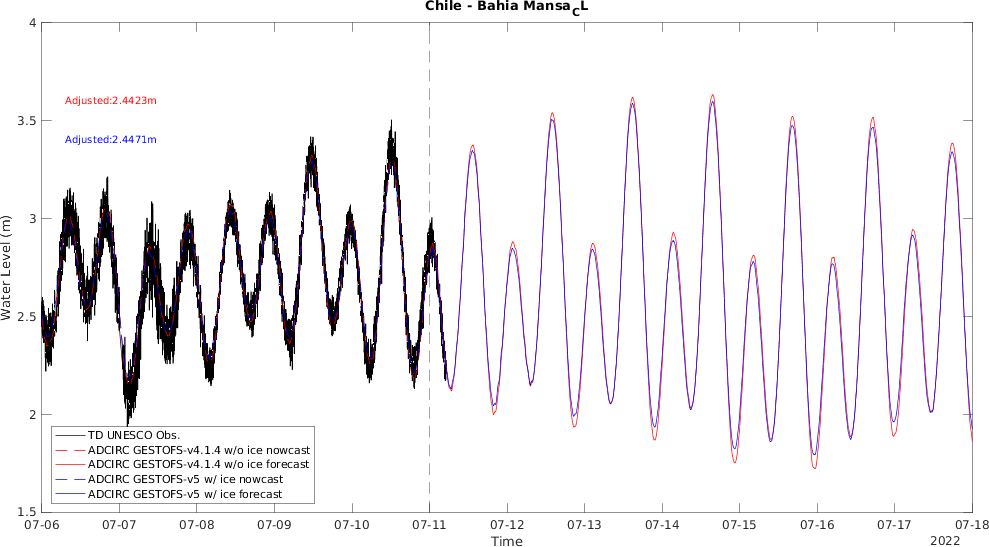 Chile - Bahia Mansa_CL
Water Level (m)
4
3.5
3
2.5
2
1.5
Adjusted:2.4423m
Adjusted:2.4471m
TD UNESCO Obs.
ADCIRC GESTOFS-v4.1.4 w/o ice nowcast
ADCIRC GESTOFS-v4.1.4 w/o ice forecast
ADCIRC GESTOFS-v5 w/ ice nowcast
ADCIRC GESTOFS-v5 w/ ice forecast
07-06 07-07 07-08 07-09 07-10 07-11 07-12 07-13 07-14 07-15 07-16 07-17 07-18
Time
2022